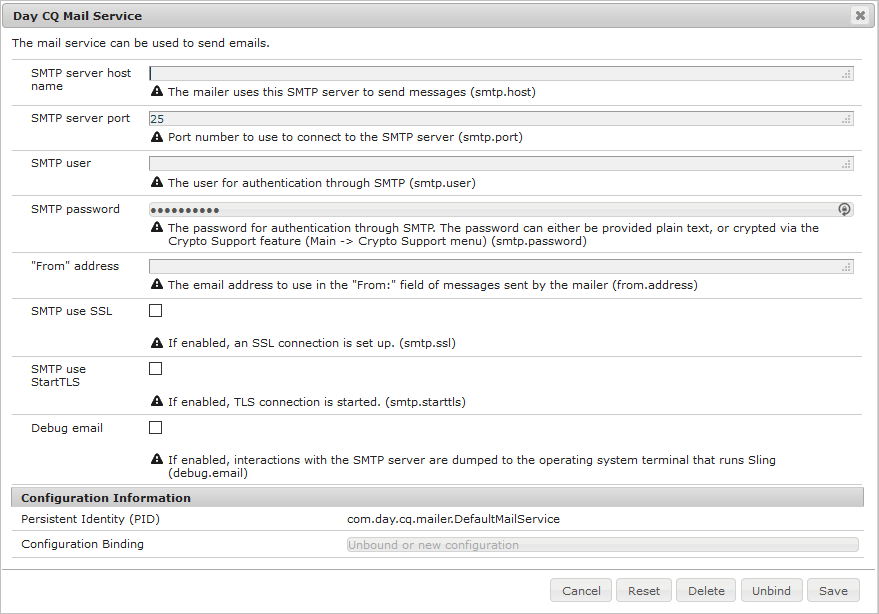 Day CQ Mail Service
The mail service can be used to send emails.
SMTP server host
name
The mailer uses this SMTP server to send messages (smtp.host)
SMTP server port
25
Port number to use to connect to the SMTP server (smtp.port)
SMTP user
The user for authentication through SMTP (smtp.user)
SMTP password
••••••••••
The password for authentication through SMTP. The password can either be provided plain text, or crypted via the
Crypto Support feature (Main -> Crypto Support menu) (smtp.password)
"From" address
The email address to use in the "From:" field of messages sent by the mailer (from.address)
SMTP use SSL
If enabled, an SSL connection is set up. (smtp.ssl)
SMTP use
StartTLS
If enabled, TLS connection is started. (smtp.starttls)
Debug email
If enabled, interactions with the SMTP server are dumped to the operating system terminal that runs Sling
(debug.email)
Configuration Information
Persistent Identity (PID) com.day.cq.mailer.DefaultMailService
Configuration Binding Unbound or new configuration
Cancel Reset Delete Unbind Save